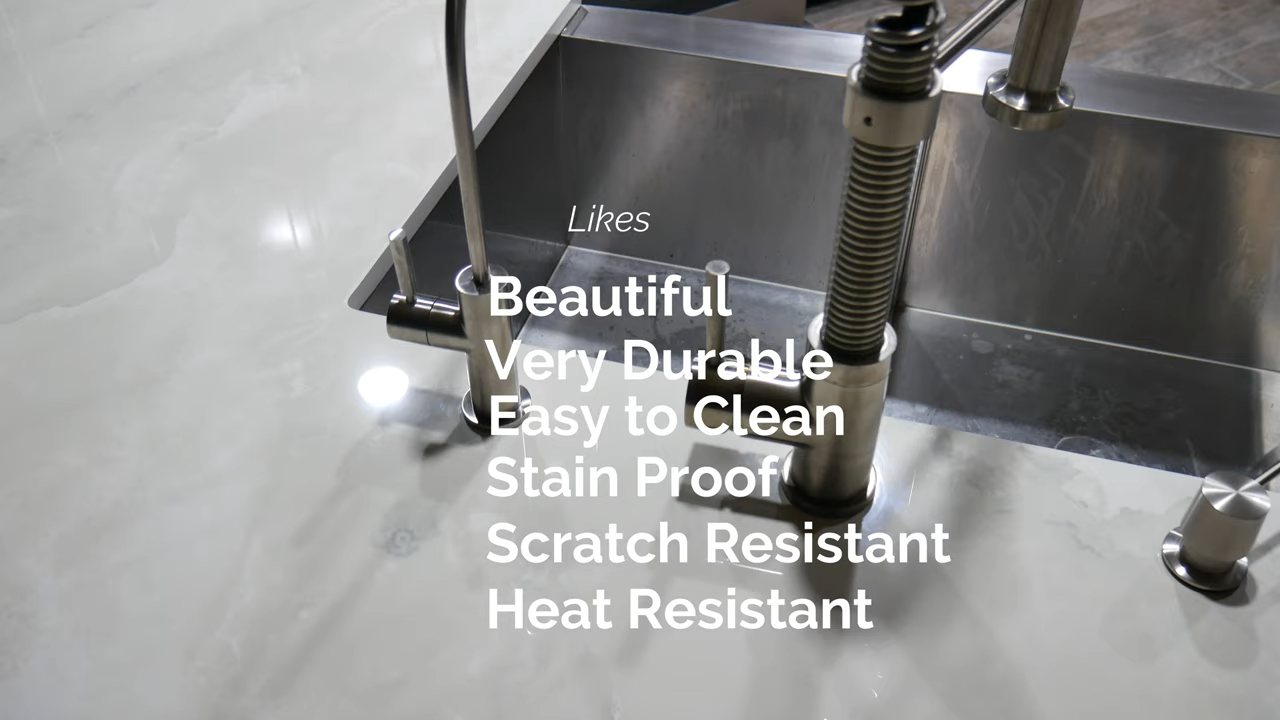 Likes
Beautiful
Very Durable
Easy to Clean
Stain Proof
Scratch Resistant
Heat Resistant